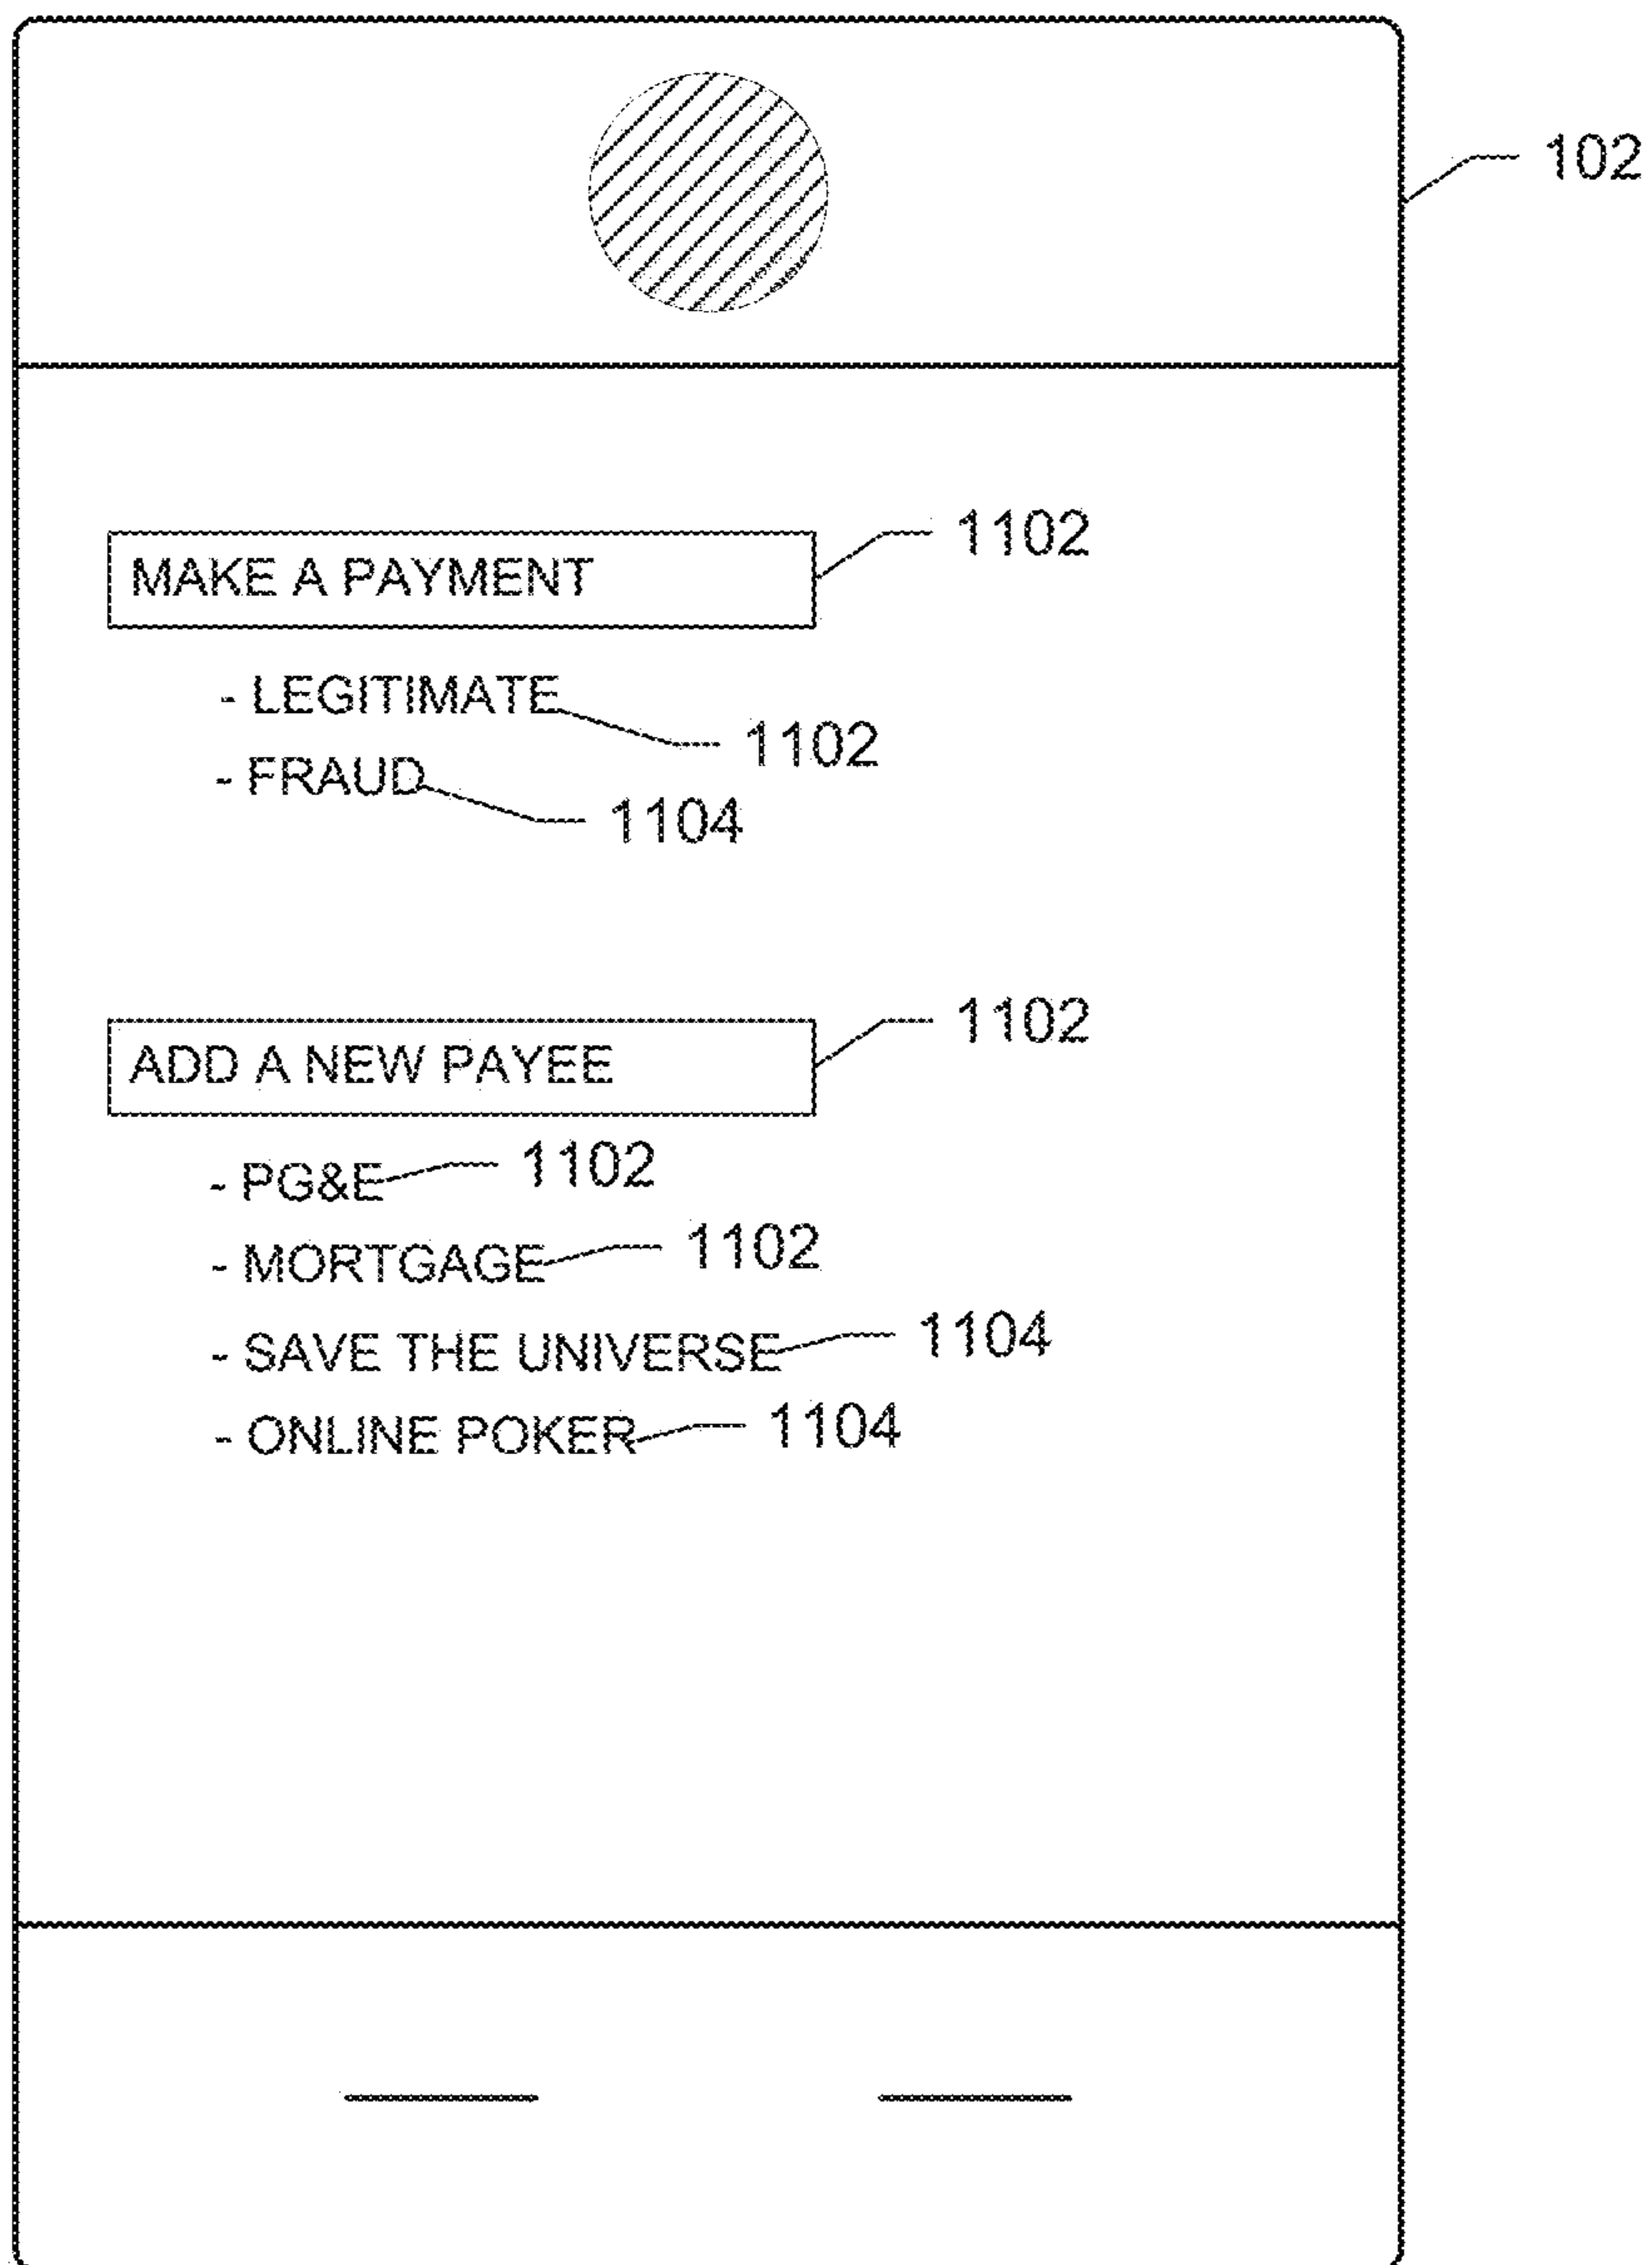 102
MAKE A PAYMENT 1102
- LEGITIMATE 1102
- FRAUD 1104
ADD A NEW PAYEE 1102
- PG&E 1102
- MORTGAGE 1102
- SAVE THE UNIVERSE 1104
- ONLINE POKER 1104